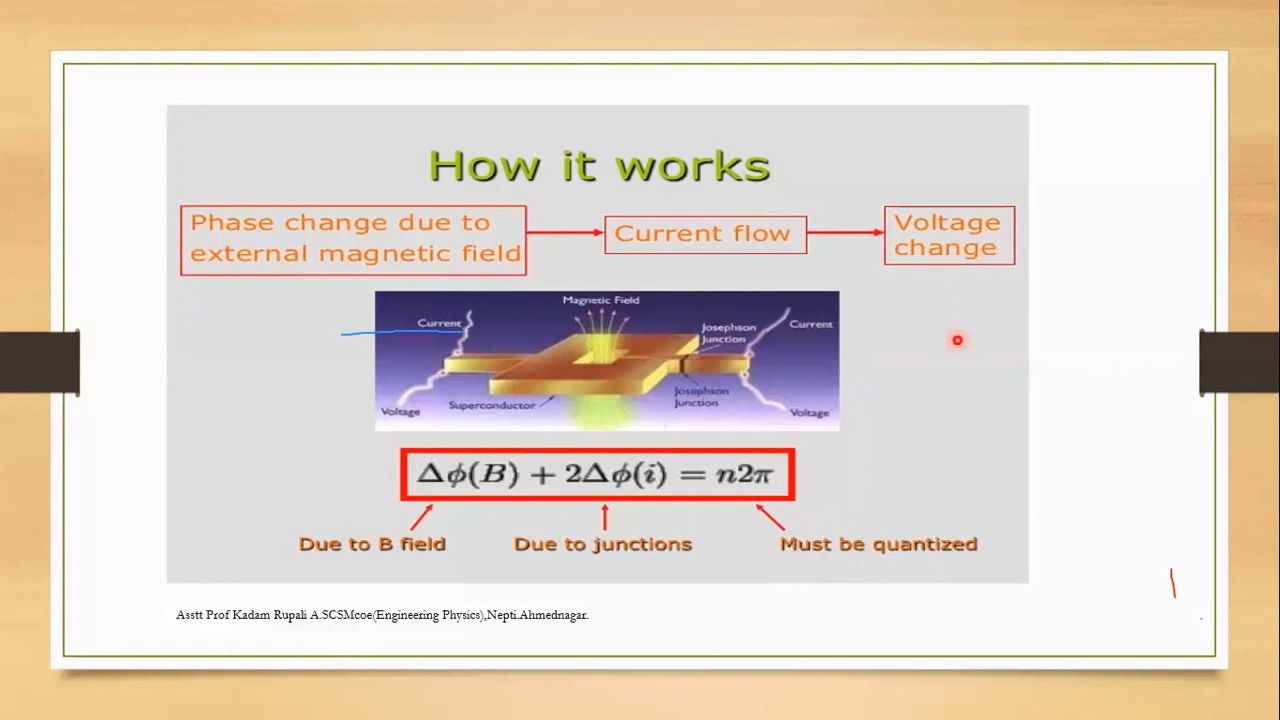 How it works
Phase change due to
external magnetic field
Current flow
Voltage
change
Magnetic Field
Current
Josephson
Junction
Current
Voltage
Superconductor
Josephson
Junction
Voltage
Δϕ(B) + 2Δϕ(i) = n2π
Due to B field
Due to junctions
Must be quantized
Asstt Prof Kadam Rupali A.SCSMcoe(Engineering Physics),Nepti.Ahmednagar.